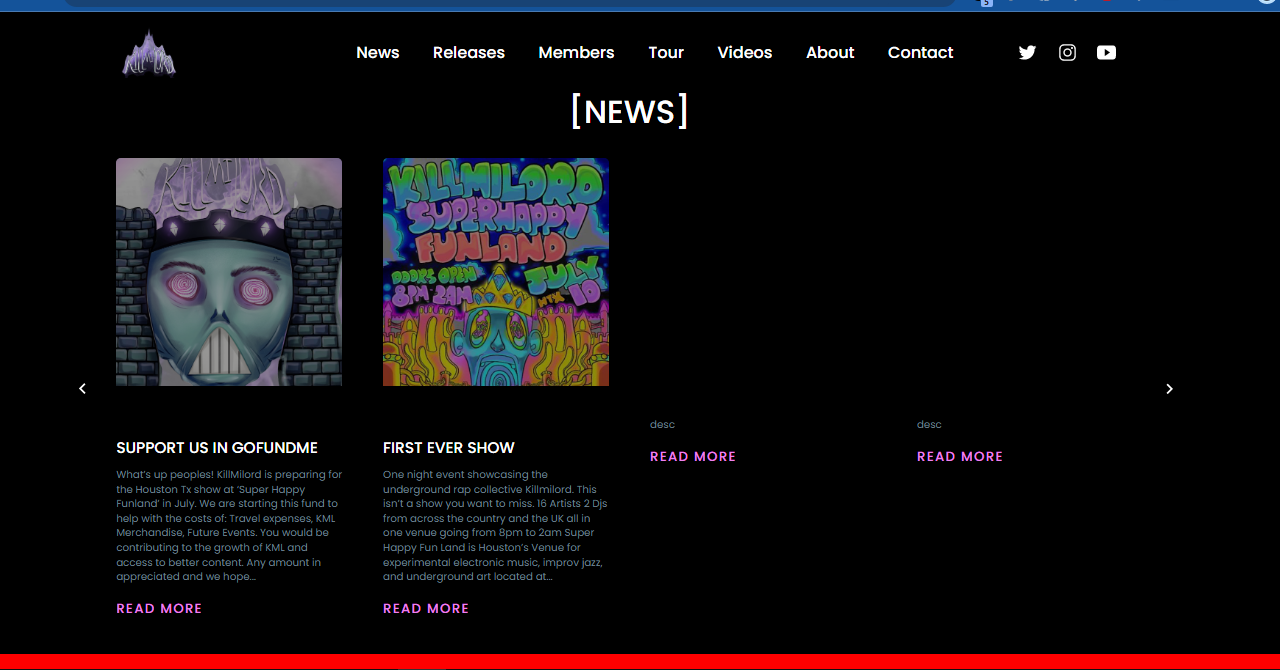 KILLMILORD
News Releases Members Tour Videos About Contact
[NEWS]
KILLMILORD
KILLMILORD
SUPERHAPPY
FUNLAND
DOORS OPEN
8PM-2AM
JULY
HTX 10
SUPPORT US IN GOFUNDME
What's up peoples! KillMilord is preparing for
the Houston Tx show at ‘Super Happy
Funland’ in July. We are starting this fund to
help with the costs of: Travel expenses, KML
Merchandise, Future Events. You would be
contributing to the growth of KML and
access to better content. Any amount in
appreciated and we hope...
READ MORE
FIRST EVER SHOW
One night event showcasing the
underground rap collective Killmilord. This
isn’t a show you want to miss. 16 Artists 2 Djs
from across the country and the UK all in
one venue going from 8pm to 2am Super
Happy Fun Land is Houston’s Venue for
experimental electronic music, improv jazz,
and underground art located at...
READ MORE
desc
READ MORE
desc
READ MORE